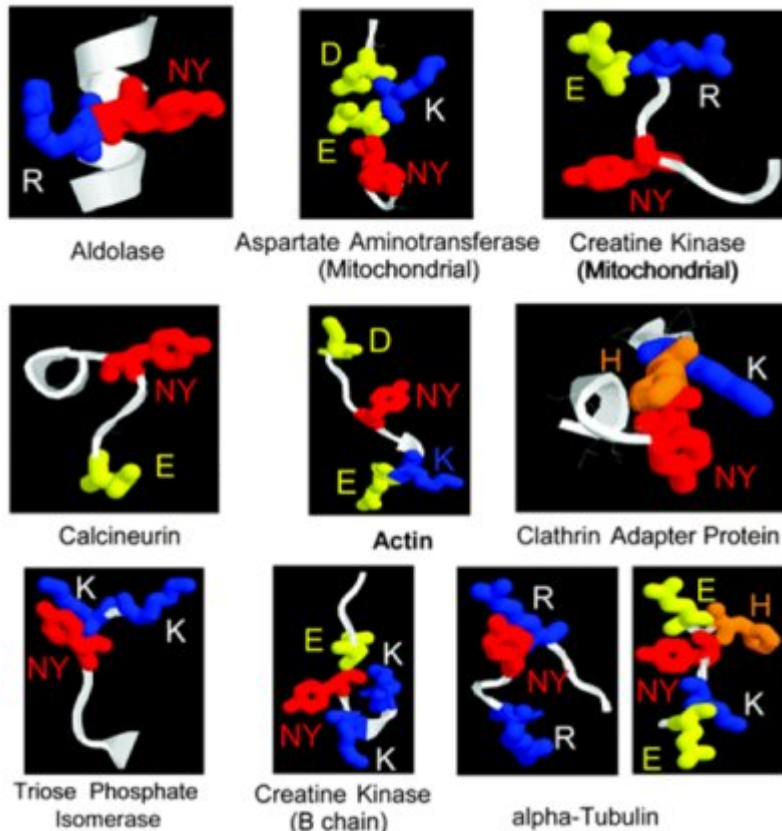 NY
R
Aldolase
D
K
E
NY
Aspartate Aminotransferase
(Mitochondrial)
E
R
NY
Creatine Kinase
(Mitochondrial)
NY
E
Calcineurin
D
NY
K
E
Actin
H
K
NY
Clathrin Adapter Protein
K
K
NY
Triose Phosphate
Isomerase
E
K
NY
K
Creatine Kinase
(B chain)
R
NY
R
E
H
NY
K
E
alpha-Tubulin